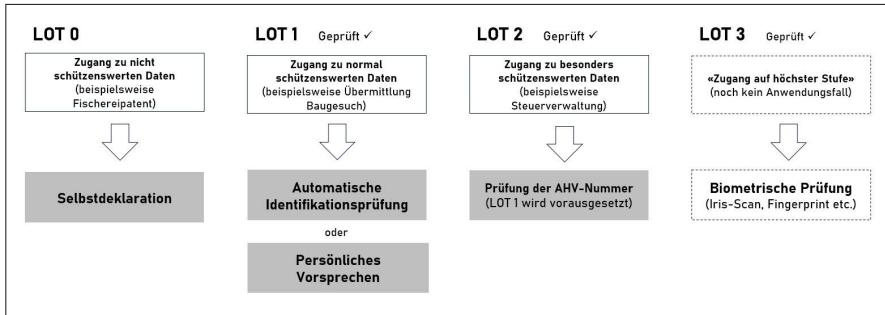 LOT 0
Zugang zu nicht
schützenswerten Daten
(beispielsweise
Fischereipatent)
Selbstdeklaration
LOT 1 Geprüft ✓
Zugang zu normal
schützenswerten Daten
(beispielsweise Übermittlung
Baugesuch)
Automatische
Identifikationsprüfung
oder
Persönliches
Vorsprechen
LOT 2 Geprüft ✓
Zugang zu besonders
schützenswerten Daten
(beispielsweise
Steuerverwaltung)
Prüfung der AHV-Nummer
(LOT 1 wird vorausgesetzt)
LOT 3 Geprüft ✓
«Zugang auf höchster Stufe»
(noch kein Anwendungsfall)
Biometrische Prüfung
(Iris-Scan, Fingerprint etc.)